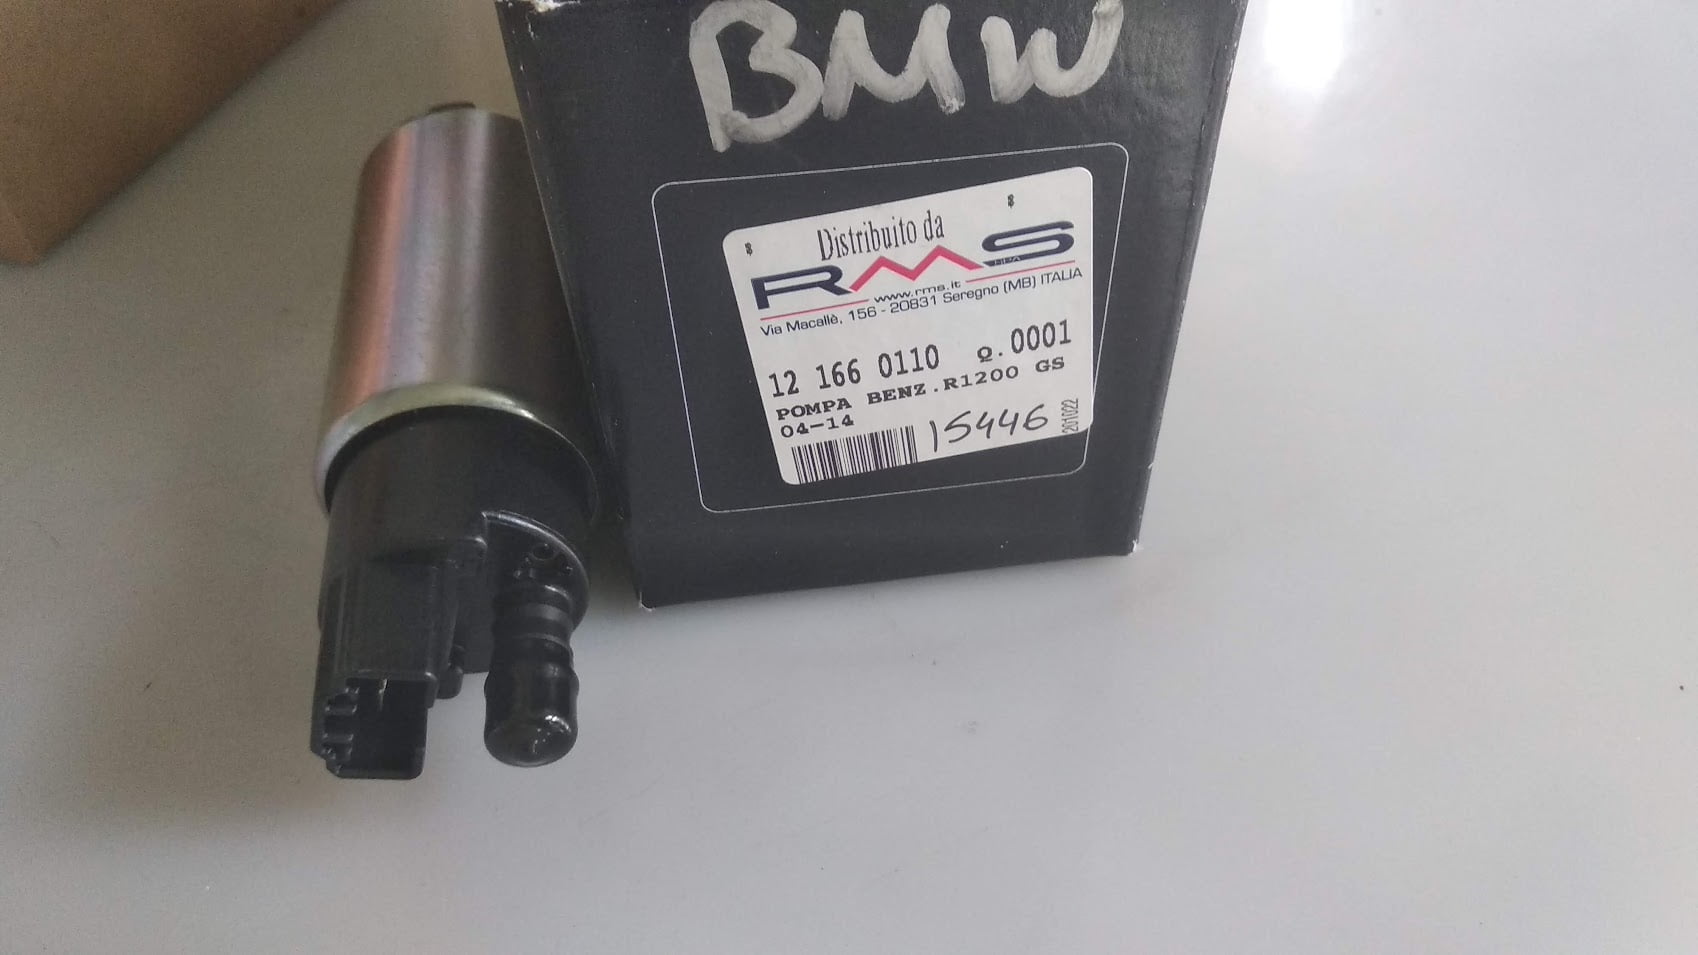 BMW
Distribuito da
RMS
www.rms.it
Via Macallè, 156 - 20831 Seregno (MB) ITALIA
12 166 0110 Q.0001
POMPA BENZ.R1200 GS
04-14
15446
201022